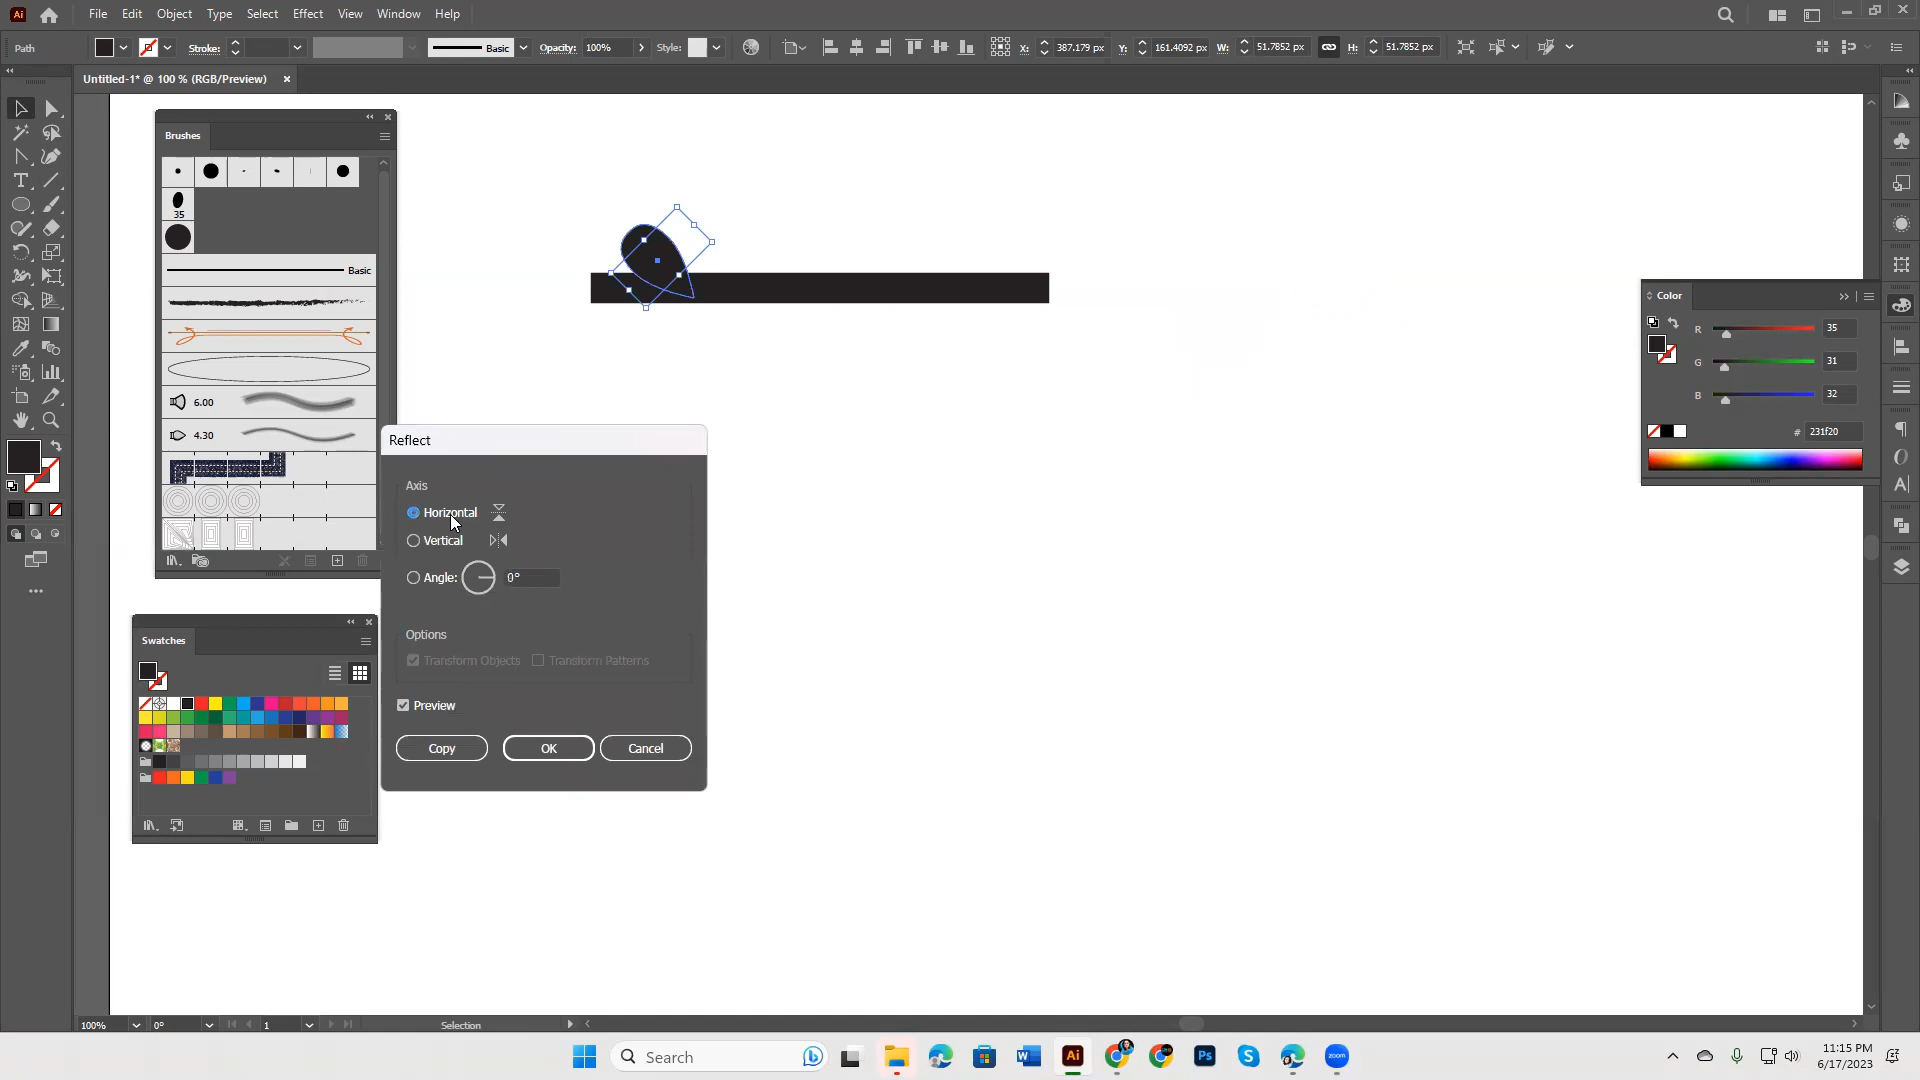 Ai File Edit Object Type Select Effect View Window Help
Path Stroke: Basic Opacity: 100% Style: X: 387.179 px Y: 161.4092 px W: 51.7852 px H: 51.7852 px
Untitled-1* @ 100 % (RGB/Preview)
Brushes
35
Basic
6.00
4.30
Color
R 35
G 31
B 32
# 231f20
Reflect
Axis
Horizontal
Vertical
Angle: 0°
Options
Transform Objects Transform Patterns
Preview
Copy OK Cancel
Swatches
100% 0° 1 Selection
Search
W Ai Ps S zoom
11:15 PM
6/17/2023